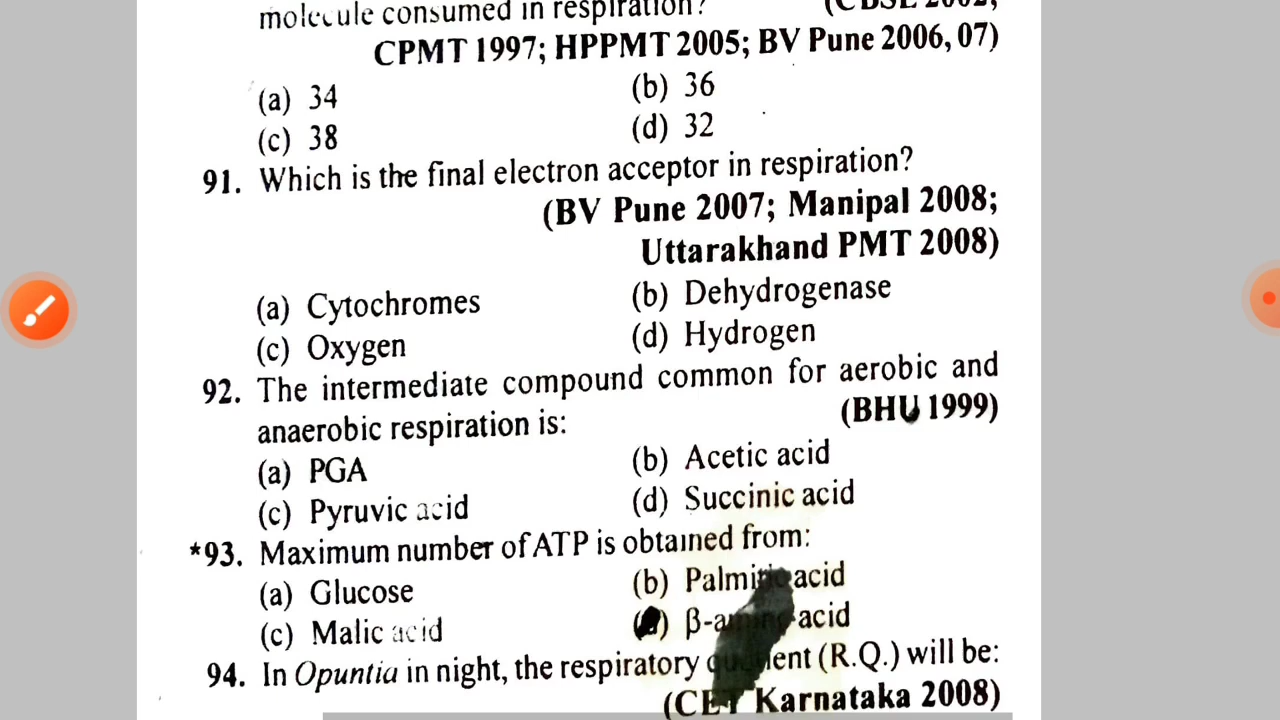 molecule consumed in respiration?
CPMT 1997; HPPMT 2005; BV Pune 2006, 07)
(a) 34 (b) 36
(c) 38 (d) 32
91. Which is the final electron acceptor in respiration?
(BV Pune 2007; Manipal 2008;
Uttarakhand PMT 2008)
(a) Cytochromes (b) Dehydrogenase
(c) Oxygen (d) Hydrogen
92. The intermediate compound common for aerobic and
anaerobic respiration is: (BHU 1999)
(a) PGA (b) Acetic acid
(c) Pyruvic acid (d) Succinic acid
*93. Maximum number of ATP is obtained from:
(a) Glucose (b) Palmitic acid
(c) Malic acid β-amino acid
94. In Opuntia in night, the respiratory quotient (R.Q.) will be:
(CET Karnataka 2008)